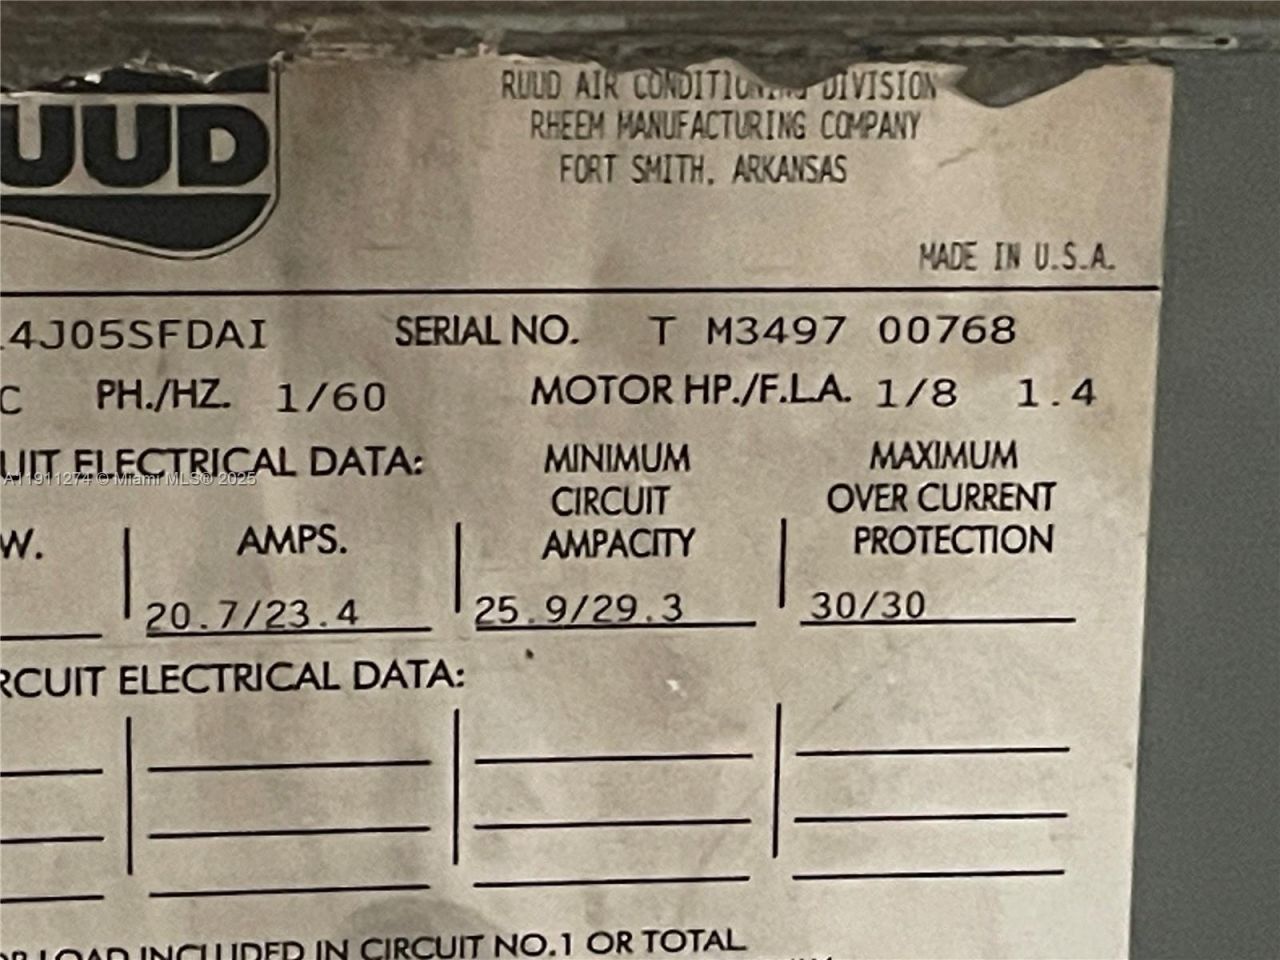 UUD
RUUD AIR CONDITIONING DIVISION
RHEEM MANUFACTURING COMPANY
FORT SMITH, ARKANSAS
MADE IN U.S.A.
4J05SFDAI SERIAL NO. T M3497 00768
C PH./HZ. 1/60 MOTOR HP./F.L.A. 1/8 1.4
UIT ELECTRICAL DATA: MINIMUM MAXIMUM
A11911274 © Miami MLS® 2025
CIRCUIT OVER CURRENT
W. AMPS. AMPACITY PROTECTION
20.7/23.4 25.9/29.3 30/30
RCUIT ELECTRICAL DATA:
OR LOAD INCLUDED IN CIRCUIT NO.1 OR TOTAL